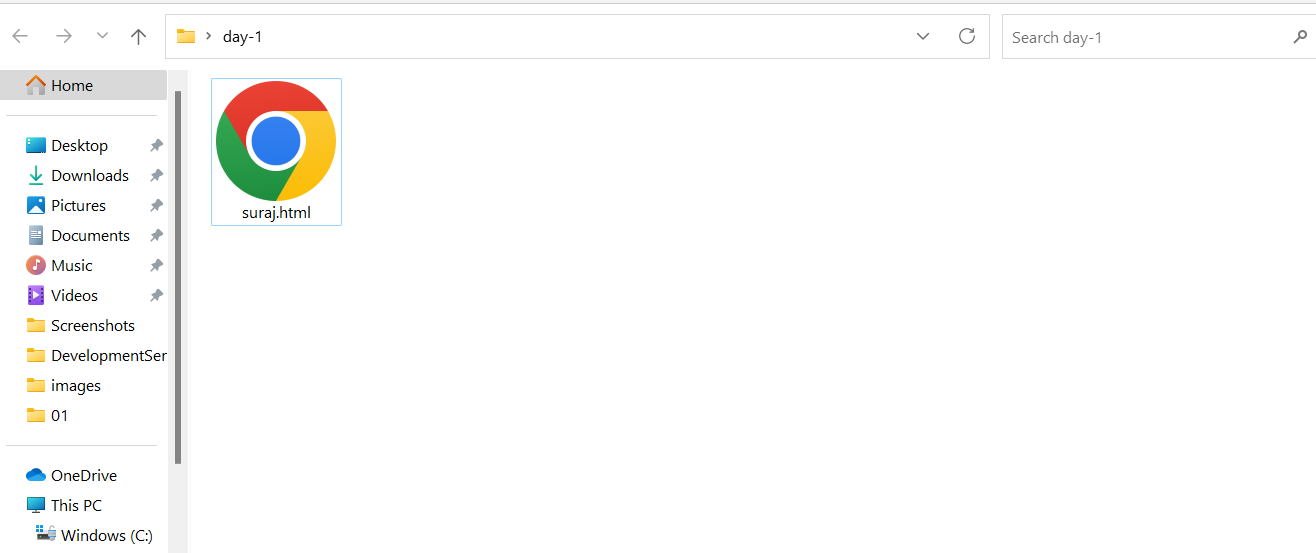 day-1
Search day-1
Home
Desktop
Downloads
Pictures
Documents
Music
Videos
Screenshots
DevelopmentSer
images
01
OneDrive
This PC
Windows (C:)
suraj.html